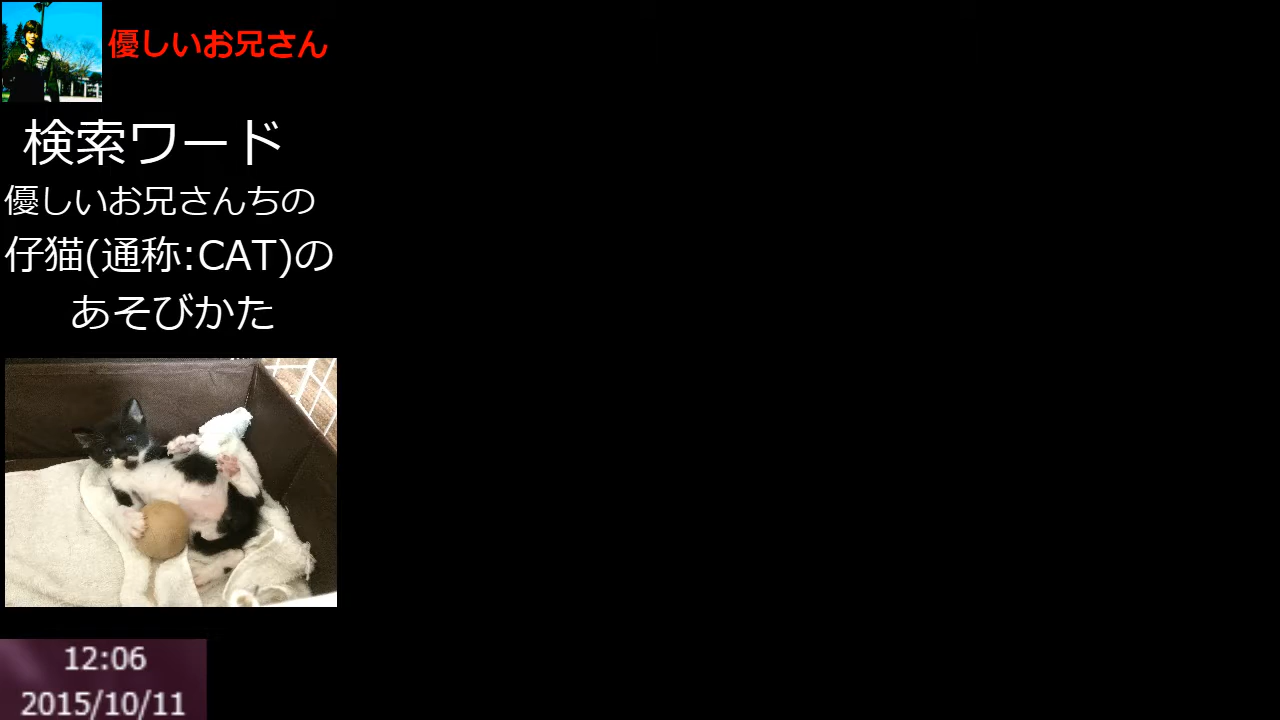 優しいお兄さん
検索ワード
優しいお兄さんちの
仔猫(通称:CAT)の
あそびかた
12:06
2015/10/11